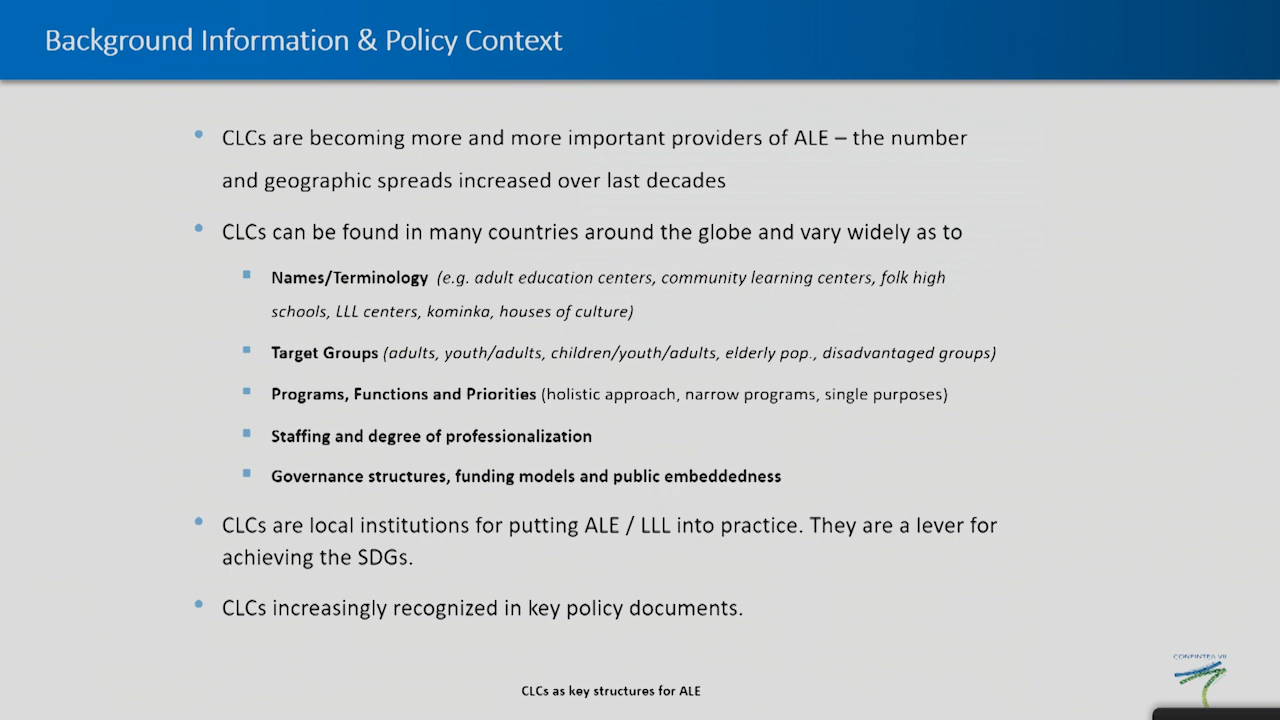 Background Information & Policy Context
• CLCs are becoming more and more important providers of ALE – the number
and geographic spreads increased over last decades
• CLCs can be found in many countries around the globe and vary widely as to
▪ Names/Terminology (e.g. adult education centers, community learning centers, folk high
schools, LLL centers, kominka, houses of culture)
▪ Target Groups (adults, youth/adults, children/youth/adults, elderly pop., disadvantaged groups)
▪ Programs, Functions and Priorities (holistic approach, narrow programs, single purposes)
▪ Staffing and degree of professionalization
▪ Governance structures, funding models and public embeddedness
• CLCs are local institutions for putting ALE / LLL into practice. They are a lever for
achieving the SDGs.
• CLCs increasingly recognized in key policy documents.
CONFINTEA VII
CLCs as key structures for ALE